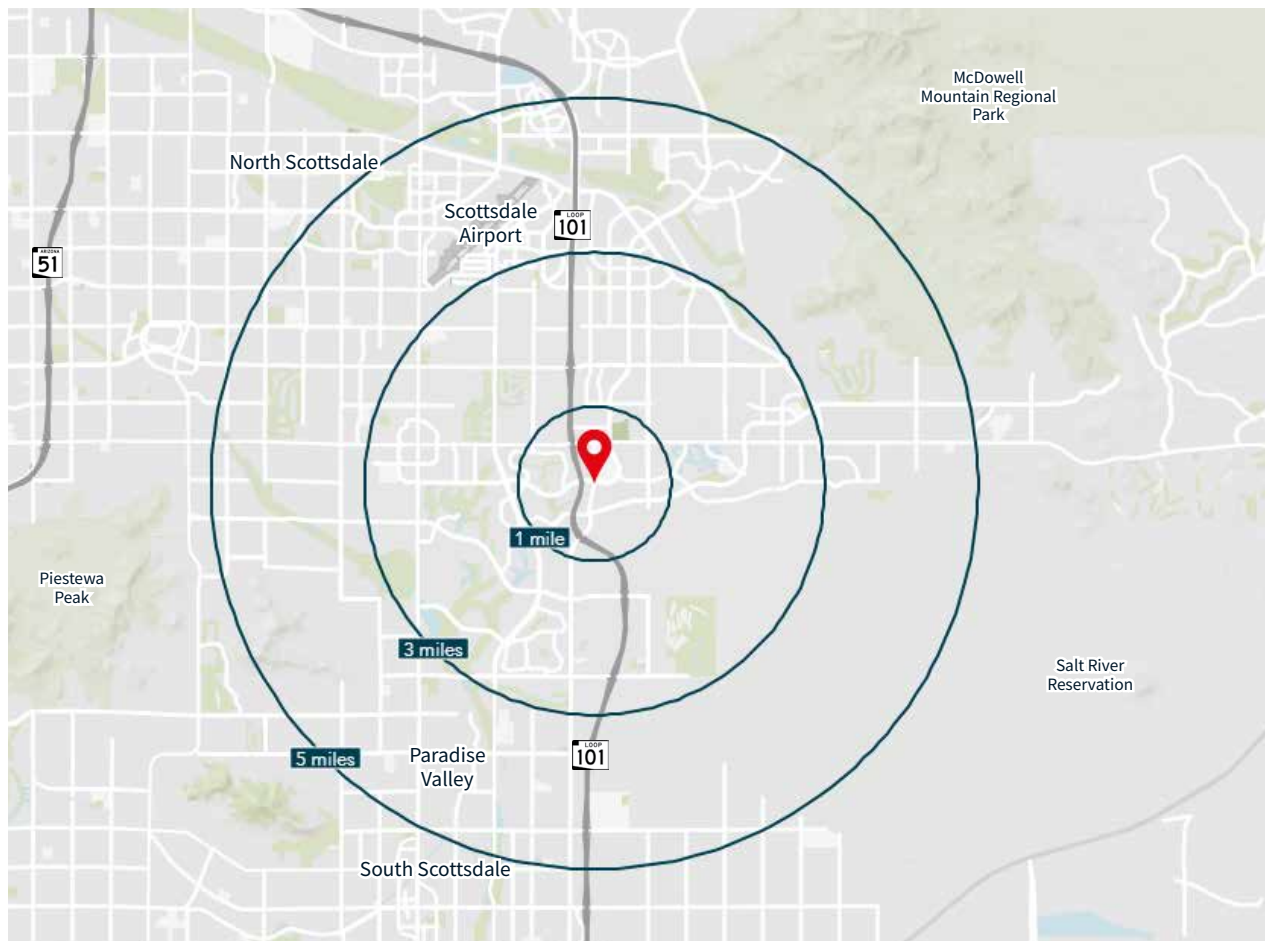 McDowell
Mountain Regional
Park
North Scottsdale
Scottsdale
Airport
LOOP
101
ARIZONA
51
1 mile
Piestewa
Peak
3 miles
Salt River
Reservation
5 miles
Paradise
Valley
LOOP
101
South Scottsdale